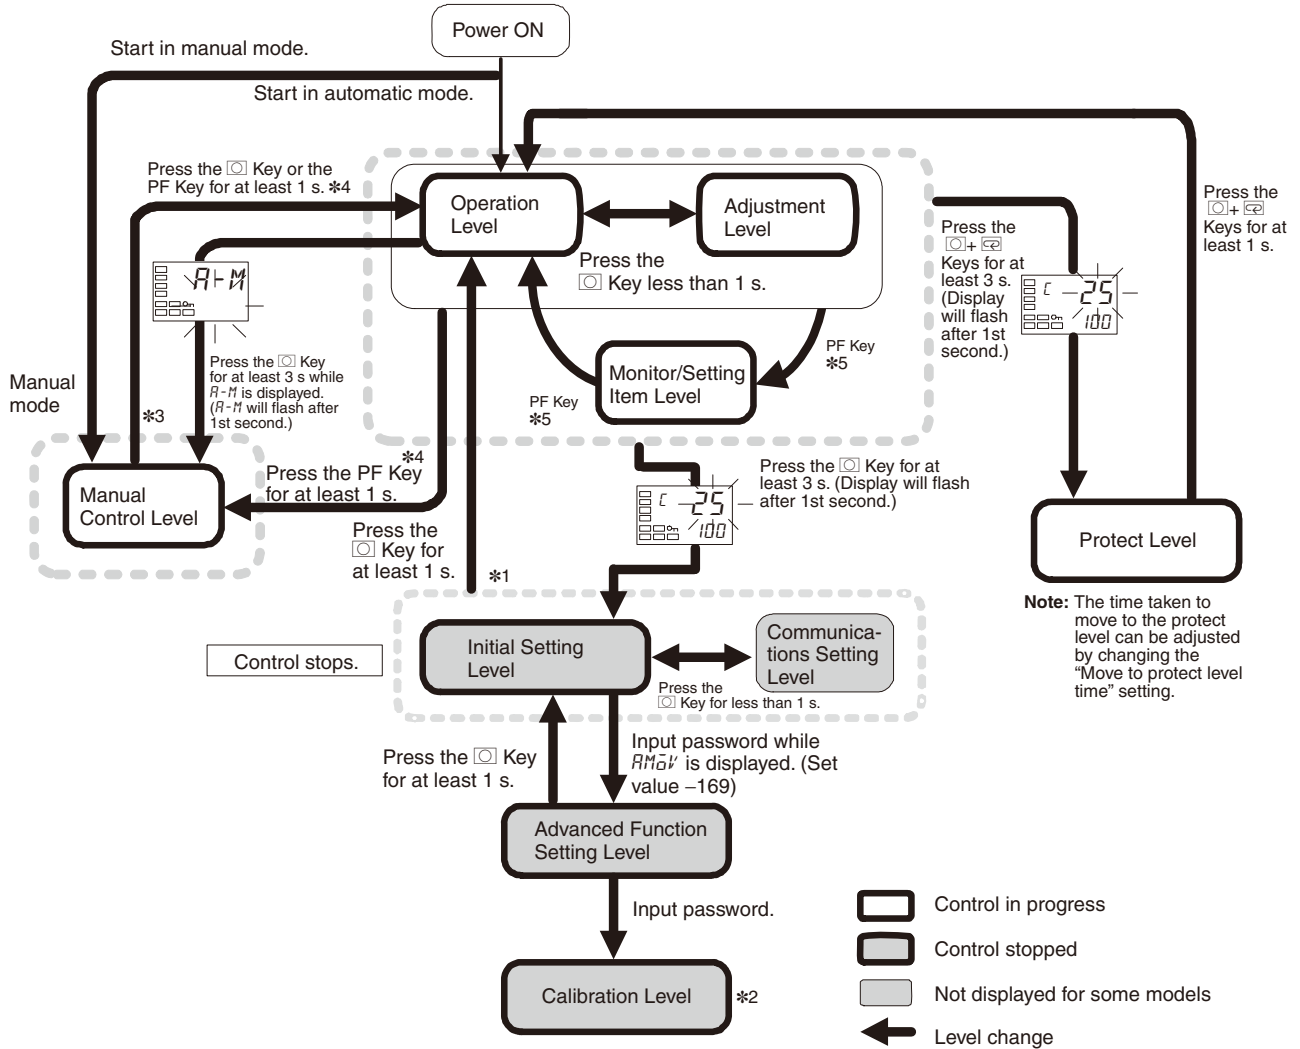 Power ON
Start in manual mode.
Start in automatic mode.
Press the Key or the
PF Key for at least 1 s. *4
Operation
Level
Adjustment
Level
Press the
Key less than 1 s.
A-M
Press the Key
for at least 3 s while
A-M is displayed.
(A-M will flash after
1st second.)
Manual
mode
*3
PF Key
*5
Monitor/Setting
Item Level
PF Key
*5
Press the
+
Keys for at
least 3 s.
(Display
will flash
after 1st
second.)
C 25
100
Press the
+
Keys for at
least 1 s.
Manual
Control Level
*4
Press the PF Key
for at least 1 s.
Press the
Key for
at least 1 s.
*1
C 25
100
Press the Key for at
least 3 s. (Display will flash
after 1st second.)
Protect Level
Note: The time taken to
move to the protect
level can be adjusted
by changing the
“Move to protect level
time” setting.
Control stops.
Initial Setting
Level
Communica-
tions Setting
Level
Press the
Key for less than 1 s.
Press the Key
for at least 1 s.
Input password while
AMoV is displayed. (Set
value −169)
Advanced Function
Setting Level
Input password.
Calibration Level
*2
Control in progress
Control stopped
Not displayed for some models
Level change